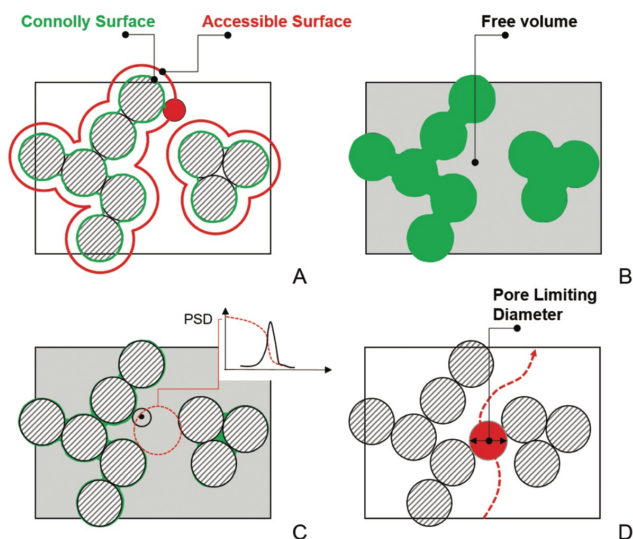 Connolly Surface
Accessible Surface
Free volume
A
B
PSD
Pore Limiting
Diameter
C
D